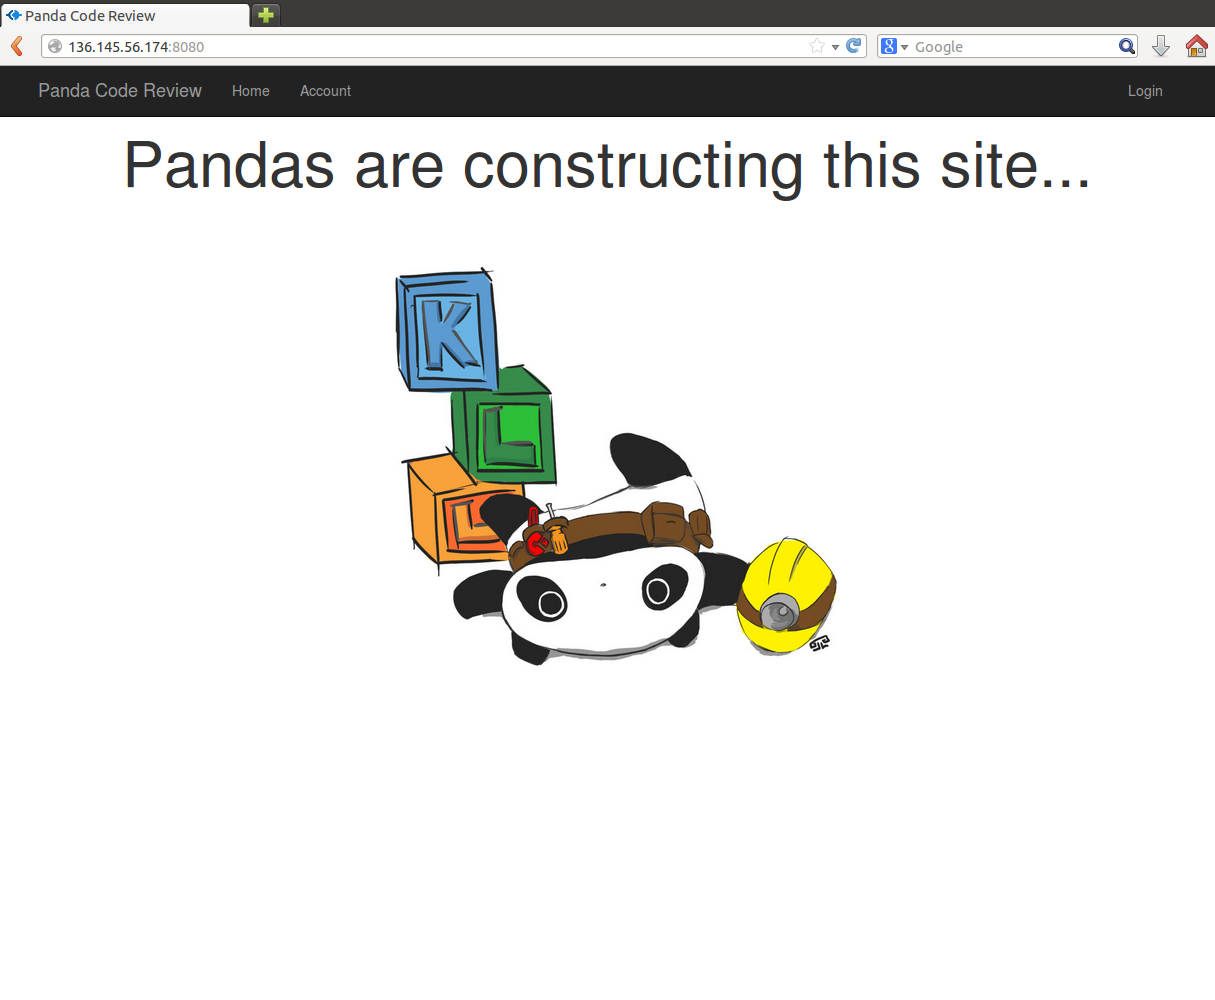 Panda Code Review
136.145.56.174:8080
Google
Panda Code Review Home Account Login
Pandas are constructing this site...
K
L
L